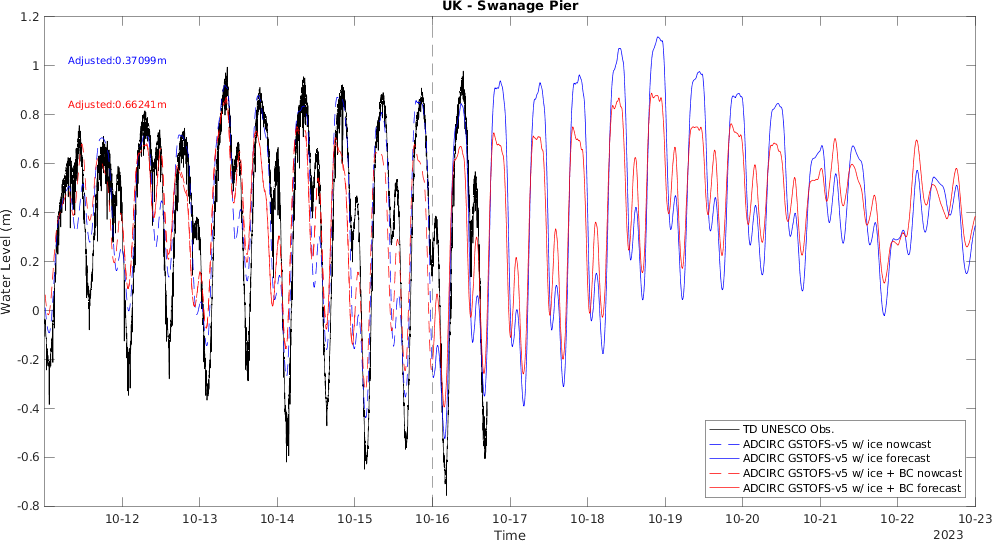 UK - Swanage Pier
1.2
1
0.8
0.6
0.4
0.2
0
-0.2
-0.4
-0.6
-0.8
Water Level (m)
Adjusted:0.37099m
Adjusted:0.66241m
TD UNESCO Obs.
ADCIRC GSTOFS-v5 w/ ice nowcast
ADCIRC GSTOFS-v5 w/ ice forecast
ADCIRC GSTOFS-v5 w/ ice + BC nowcast
ADCIRC GSTOFS-v5 w/ ice + BC forecast
10-12 10-13 10-14 10-15 10-16 10-17 10-18 10-19 10-20 10-21 10-22 10-23
Time
2023